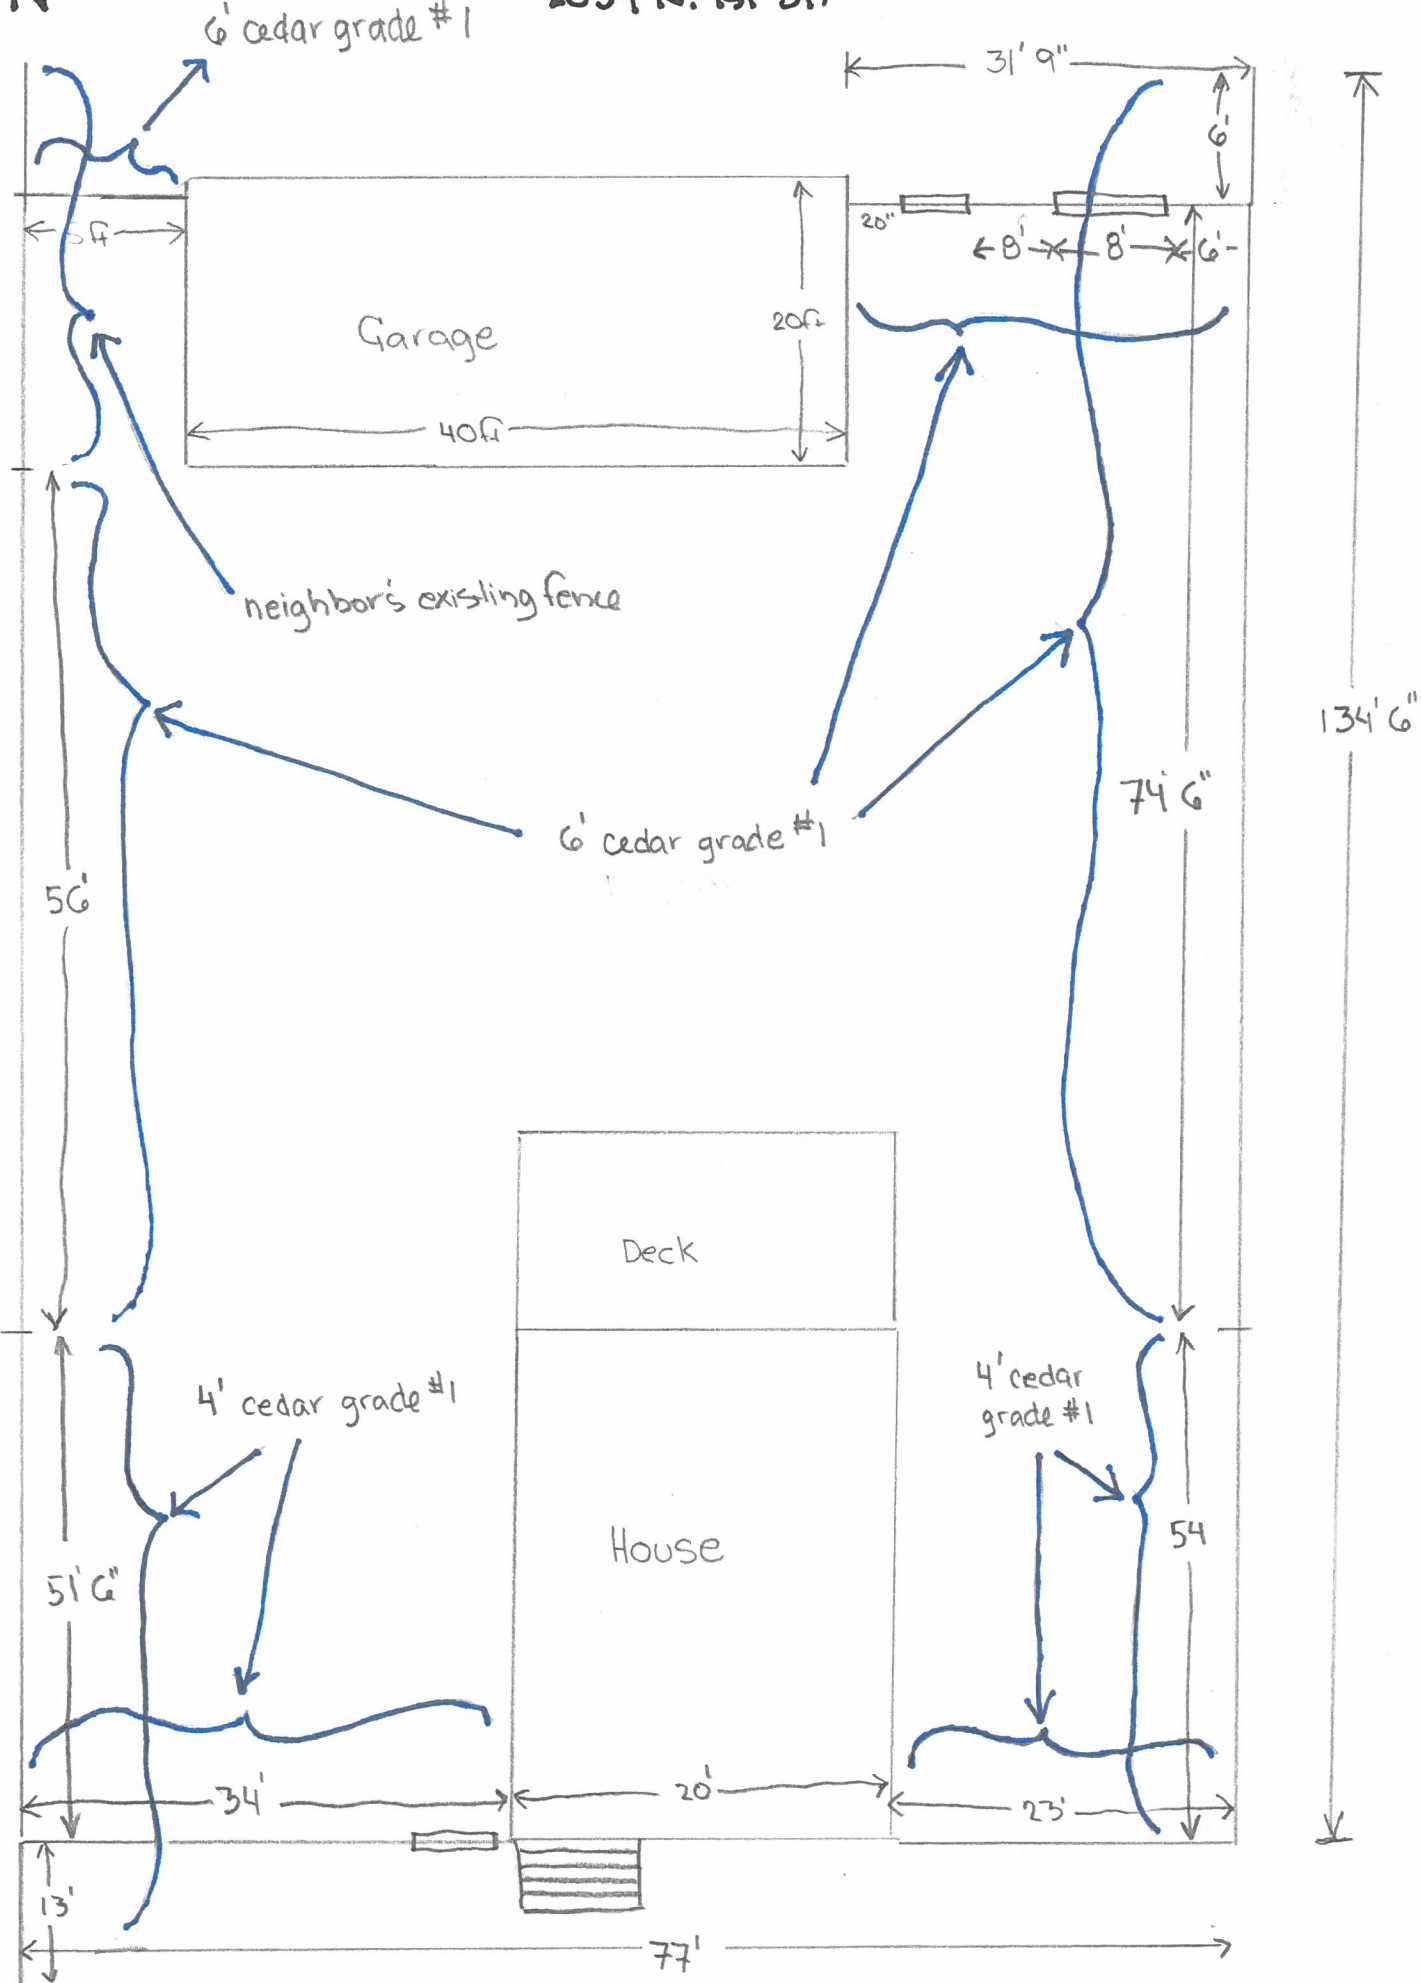 N
6' cedar grade #1
31' 9"
6'
5ft
20"
8'
8'
6'
Garage
20ft
40ft
neighbor's existing fence
134' 6"
74' 6"
6' cedar grade #1
56'
Deck
4' cedar grade #1
4' cedar
grade #1
House
54
51' 6"
34'
20'
23'
13'
77'